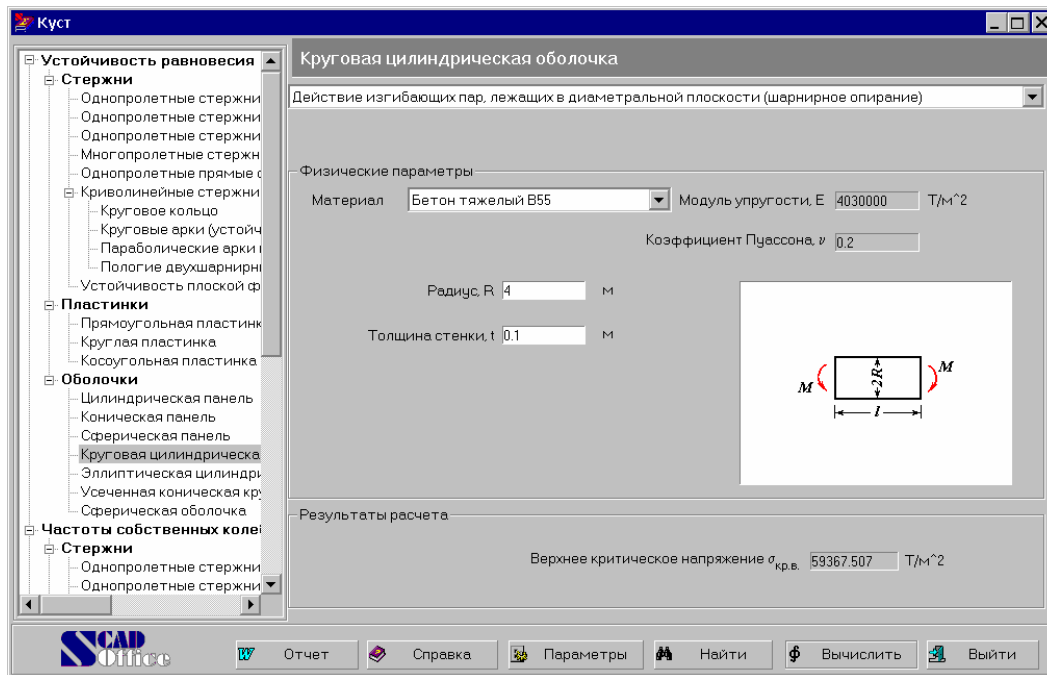 Куст
Устойчивость равновесия
Стержни
Однопролетные стержни
Однопролетные стержни
Однопролетные стержни
Многопролетные стержн
Однопролетные прямые с
Криволинейные стержни
Круговое кольцо
Круговые арки (устойч
Параболические арки
Пологие двухшарнирн
Устойчивость плоской ф
Пластинки
Прямоугольная пластинк
Круглая пластинка
Косоугольная пластинка
Оболочки
Цилиндрическая панель
Коническая панель
Сферическая панель
Круговая цилиндрическа
Эллиптическая цилиндри
Усеченная коническая кру
Сферическая оболочка
Частоты собственных колеб
Стержни
Однопролетные стержни
Однопролетные стержни
Круговая цилиндрическая оболочка
Действие изгибающих пар, лежащих в диаметральной плоскости (шарнирное опирание)
Физические параметры
Материал Бетон тяжелый B55 Модуль упругости, E 4030000 Т/м^2
Коэффициент Пуассона, ν 0.2
Радиус, R 4 м
Толщина стенки, t 0.1 м
M 2R M
l
Результаты расчета
Верхнее критическое напряжение σкр.в. 59367.507 Т/м^2
SCAD Office
Отчет Справка Параметры Найти Вычислить Выйти